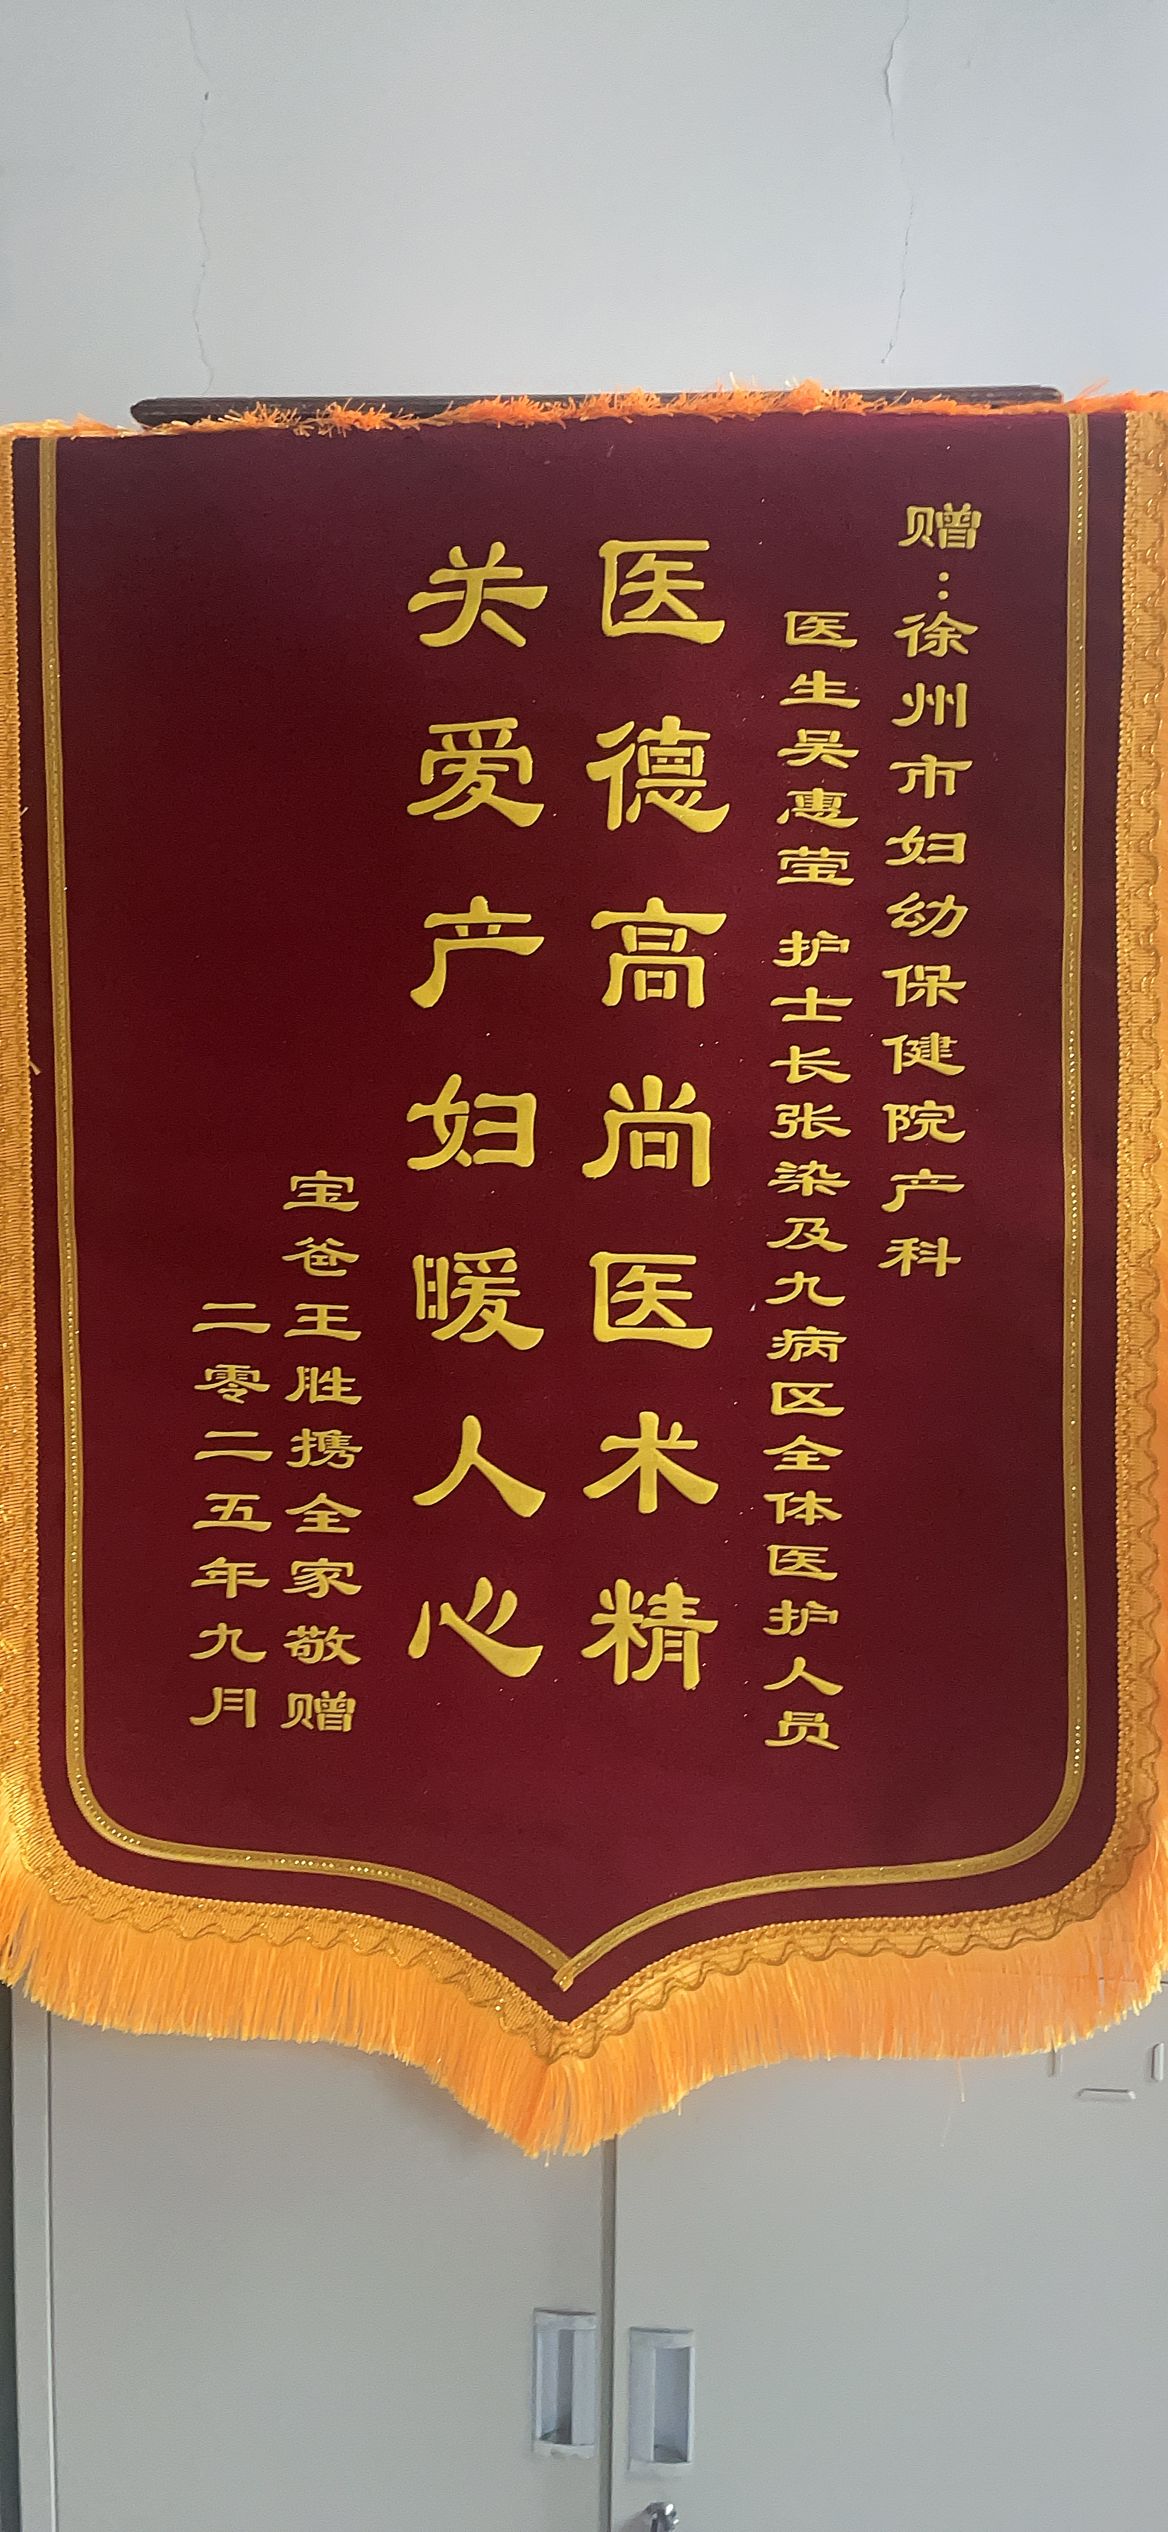 赠：徐州市妇幼保健院产科
医生吴惠莹 护士长张染及九病区全体医护人员
医德高尚医术精
关爱产妇暖人心
宝爸王胜携全家敬赠
二零二五年九月